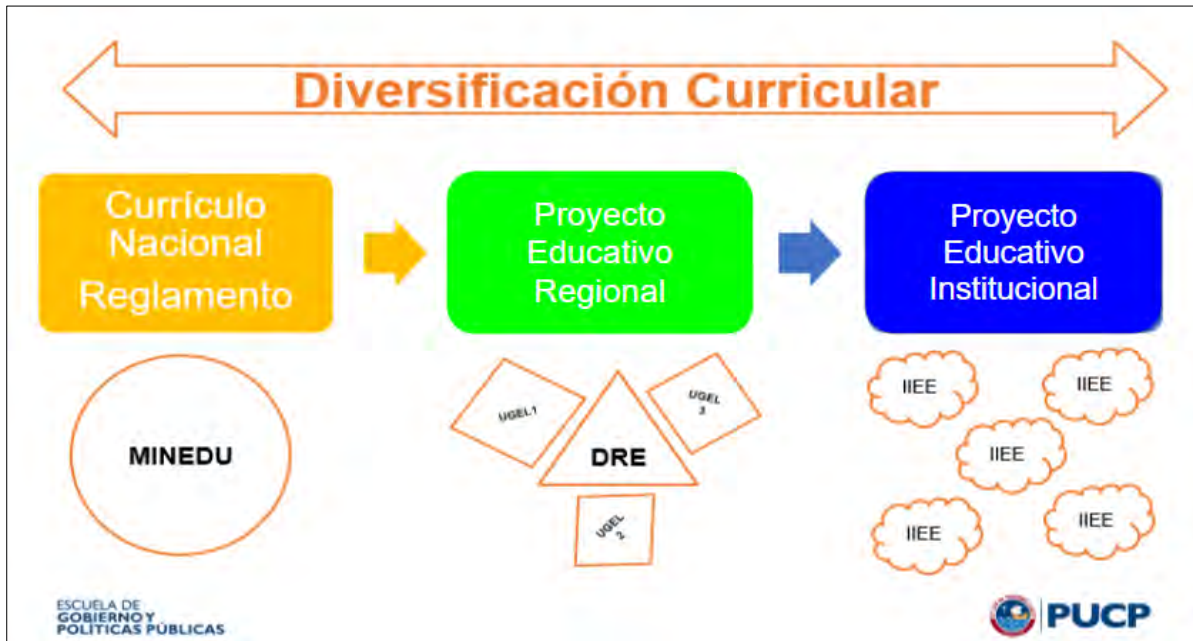 Diversificación Curricular
Currículo
Nacional
Reglamento
Proyecto
Educativo
Regional
Proyecto
Educativo
Institucional
MINEDU
UGEL1
UGEL
3
DRE
UGEL
2
IIEE
IIEE
IIEE
IIEE
IIEE
ESCUELA DE
GOBIERNO Y
POLÍTICAS PÚBLICAS
PUCP